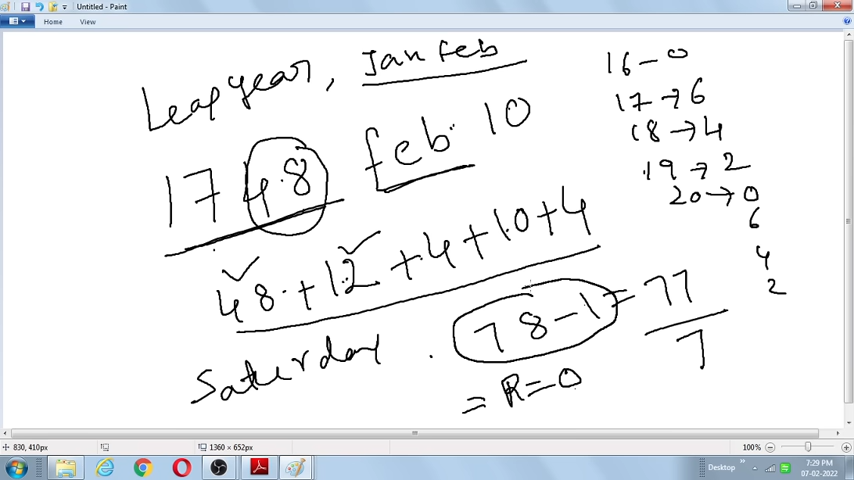 Untitled - Paint
Home View
Leap year, Jan Feb
1748 feb 10
48+12+4+10+4
78-1=77
7
Saturday.
= R=0
16-0
17→6
18→4
19→2
20→0
6
4
2
830, 410px
1360 × 652px
100%
Desktop
7:29 PM
07-02-2022